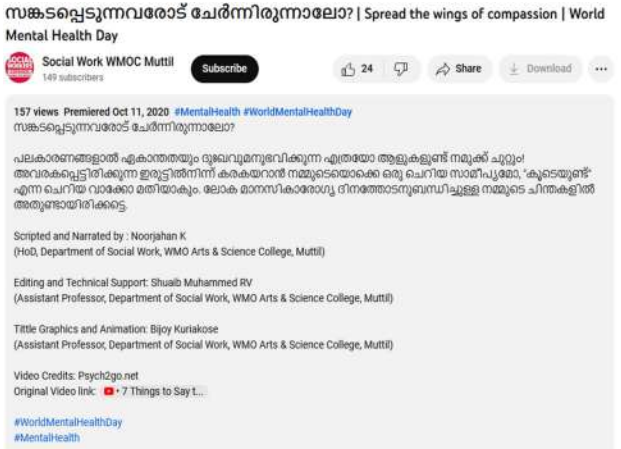 സങ്കടപ്പെടുന്നവരോട് ചേർന്നിരുന്നാലോ? | Spread the wings of compassion | World
Mental Health Day
SOCIAL WORKERS
Social Work WMOC Muttil
149 subscribers
Subscribe
24
Share
Download
157 views Premiered Oct 11, 2020 #MentalHealth #WorldMentalHealthDay
സങ്കടപ്പെടുന്നവരോട് ചേർന്നിരുന്നാലോ?
പലകാരണങ്ങളാൽ ഏകാന്തതയും ദുഃഖവുമനുഭവിക്കുന്ന എത്രയോ ആളുകളുണ്ട് നമുക്ക് ചുറ്റും!
അവരകപ്പെട്ടിരിക്കുന്ന ഇരുട്ടിൽനിന്ന് കരകയറാൻ നമ്മുടെയൊക്കെ ഒരു ചെറിയ സാമീപ്യമോ, "കൂടെയുണ്ട്"
എന്ന ചെറിയ വാക്കോ മതിയാകും. ലോക മാനസികാരോഗ്യ ദിനത്തോടനുബന്ധിച്ചുള്ള നമ്മുടെ ചിന്തകളിൽ
അതുണ്ടായിരിക്കട്ടെ.
Scripted and Narrated by : Noorjahan K
(HoD, Department of Social Work, WMO Arts & Science College, Muttil)
Editing and Technical Support: Shuaib Muhammed RV
(Assistant Professor, Department of Social Work, WMO Arts & Science College, Muttil)
Tittle Graphics and Animation: Bijoy Kuriakose
(Assistant Professor, Department of Social Work, WMO Arts & Science College, Muttil)
Video Credits: Psych2go.net
Original Video link: • 7 Things to Say t...
#WorldMentalHealthDay
#MentalHealth